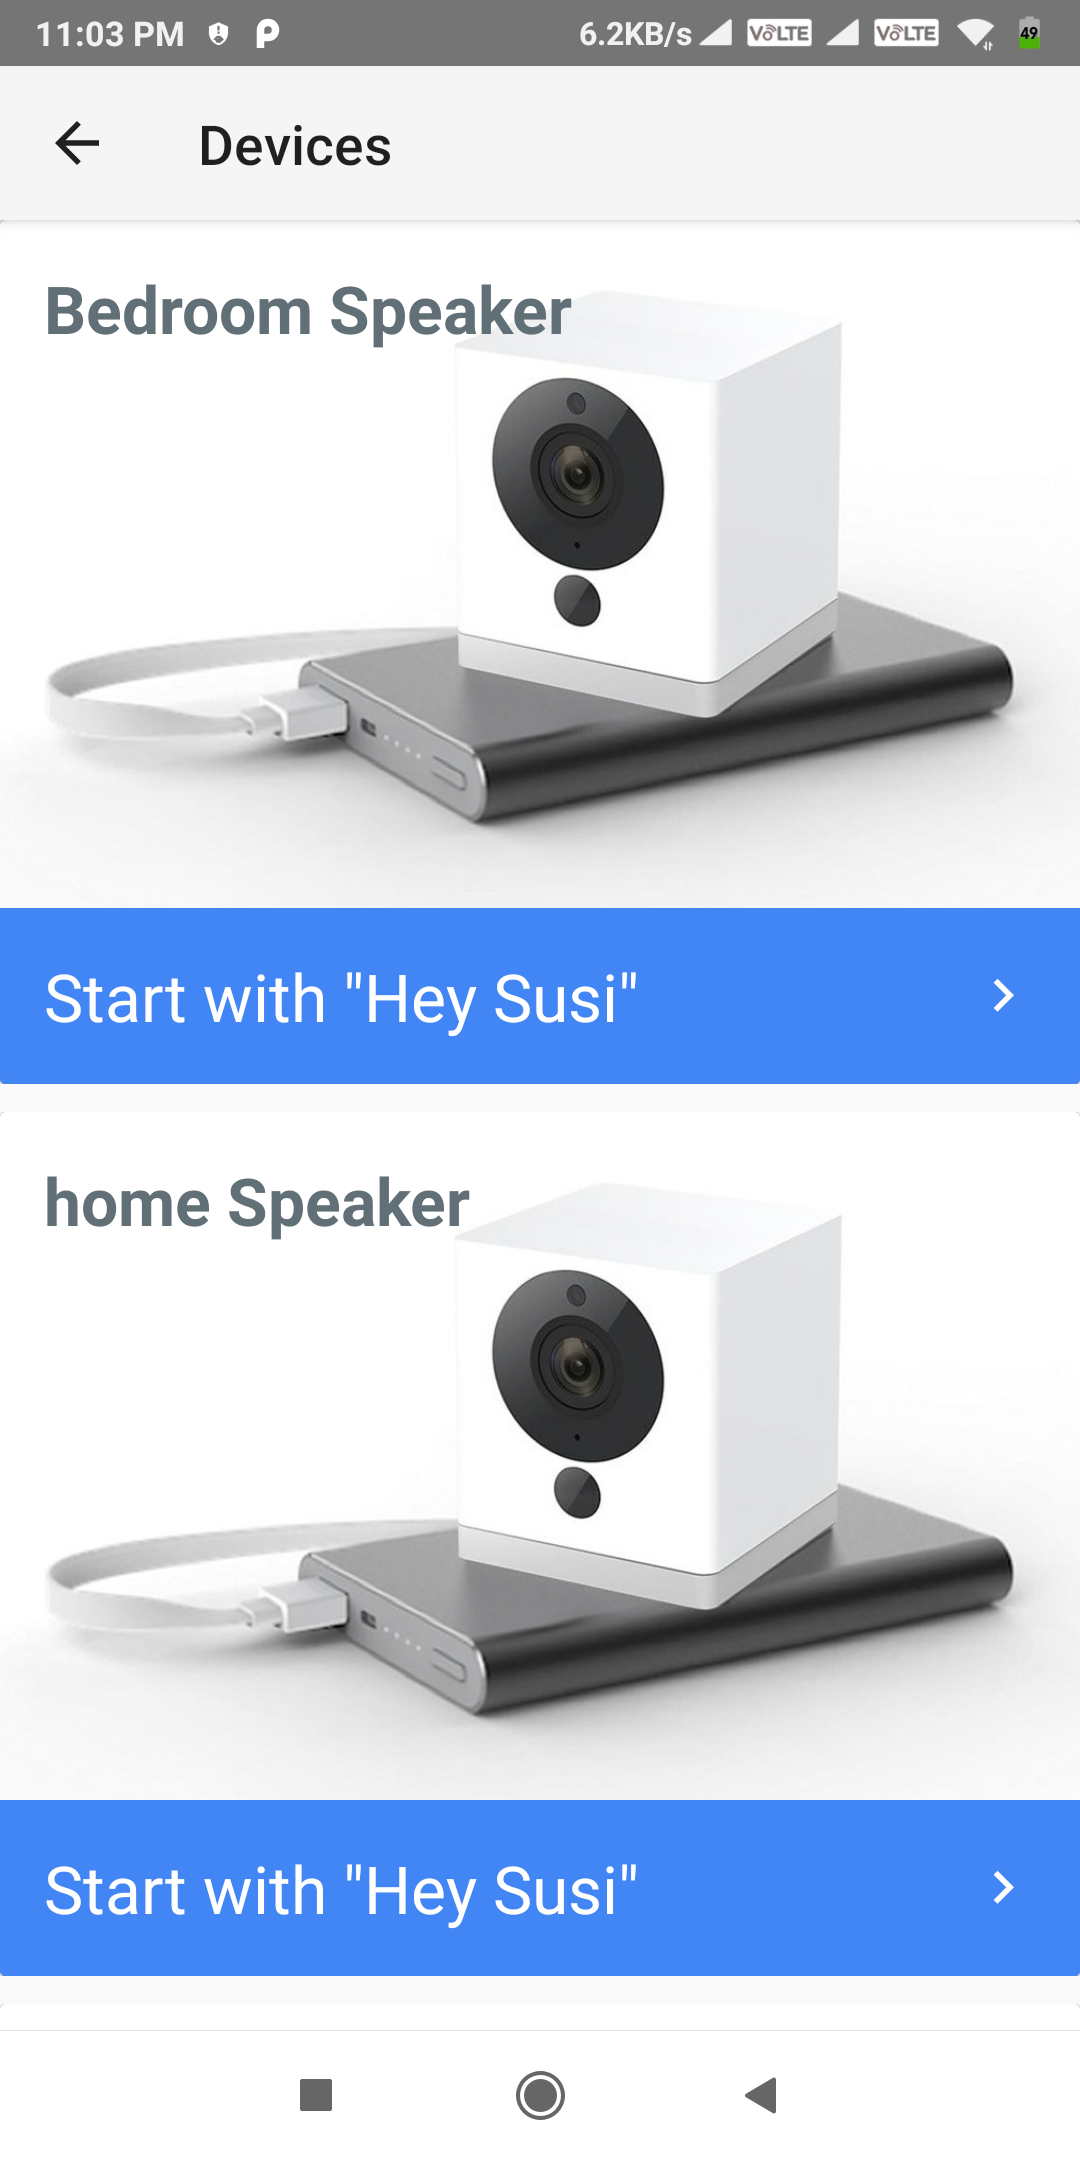 11:03 PM 6.2KB/s VoLTE VoLTE 49
Devices
Bedroom Speaker
Start with "Hey Susi"
home Speaker
Start with "Hey Susi"